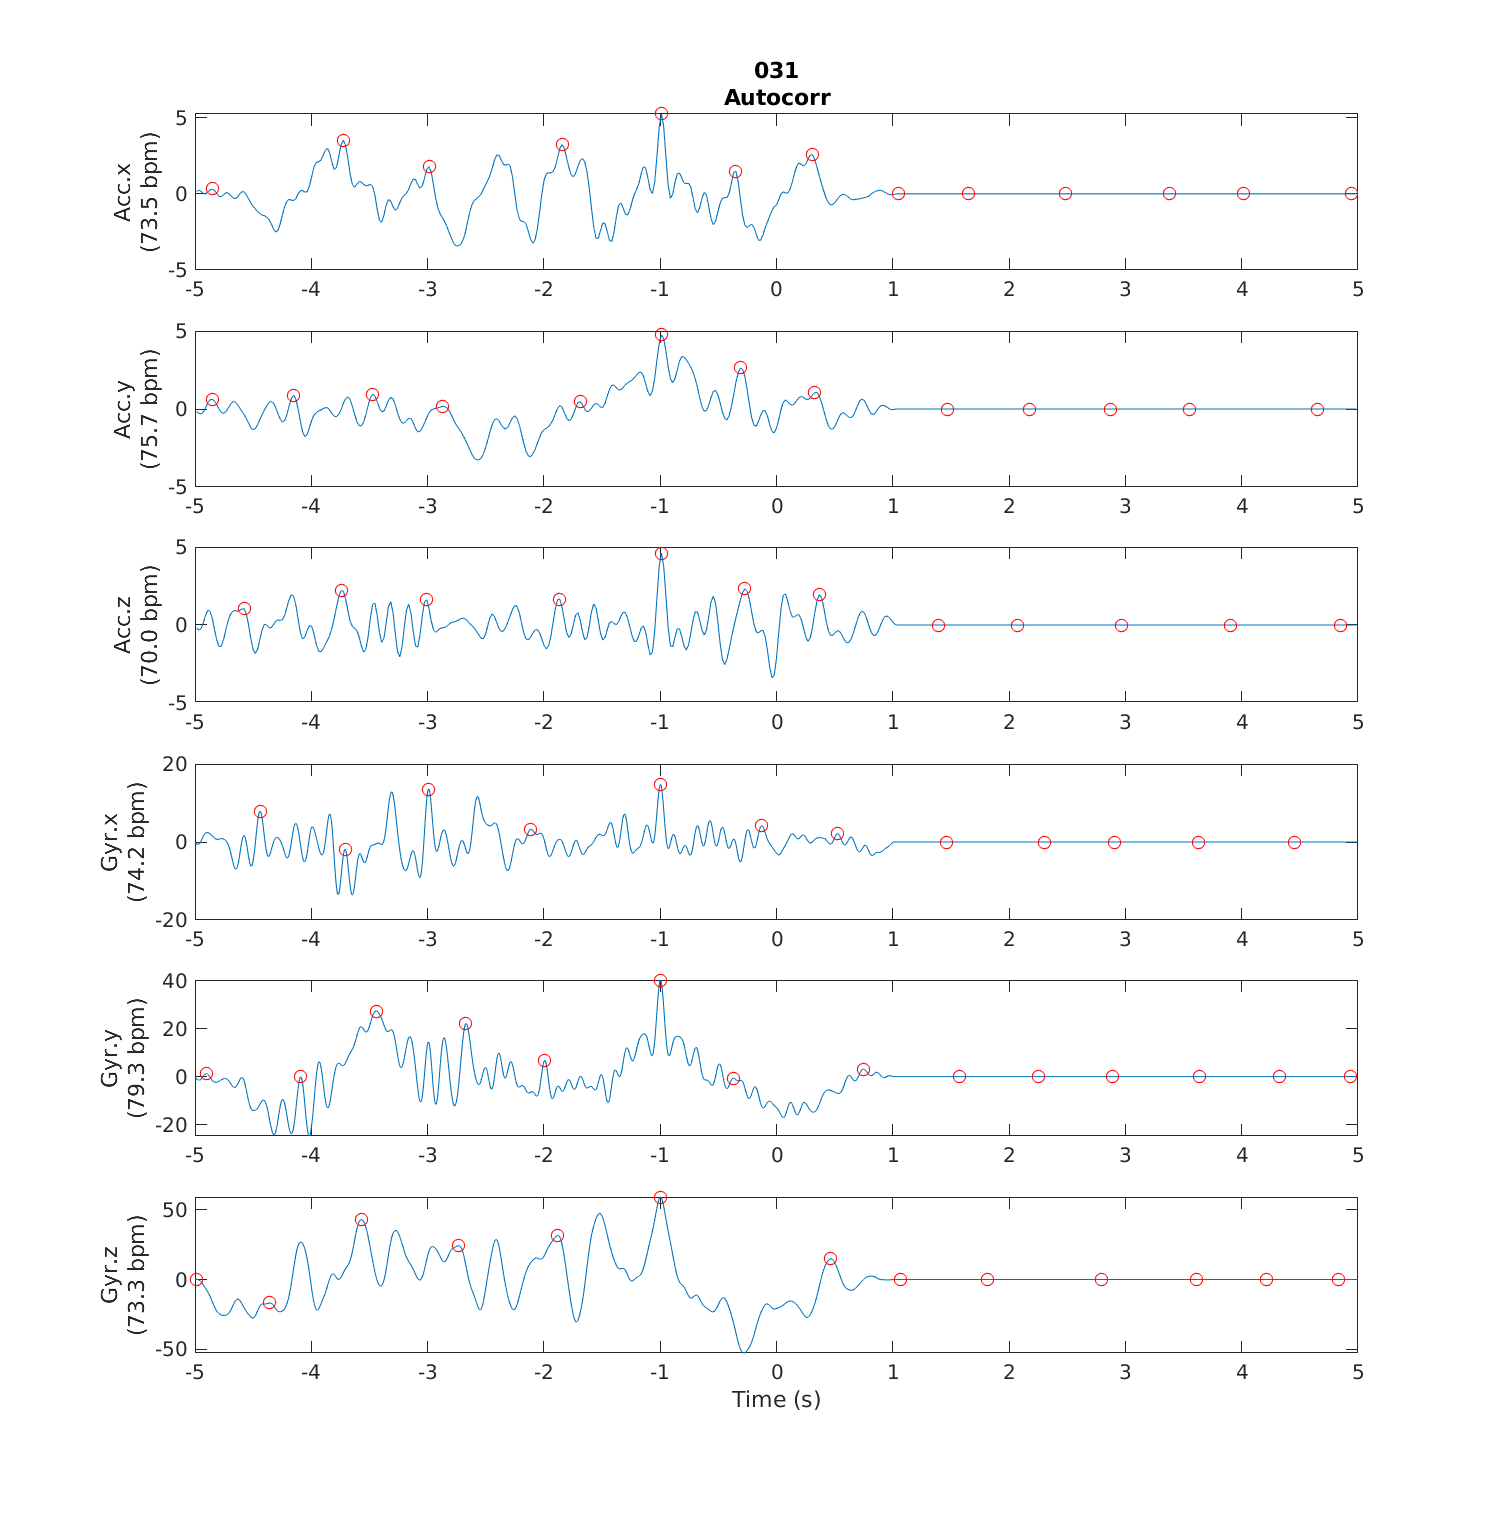 031
Autocorr
Acc.x
(73.5 bpm)
5
0
-5
-5 -4 -3 -2 -1 0 1 2 3 4 5
Acc.y
(75.7 bpm)
5
0
-5
-5 -4 -3 -2 -1 0 1 2 3 4 5
Acc.z
(70.0 bpm)
5
0
-5
-5 -4 -3 -2 -1 0 1 2 3 4 5
Gyr.x
(74.2 bpm)
20
0
-20
-5 -4 -3 -2 -1 0 1 2 3 4 5
Gyr.y
(79.3 bpm)
40
20
0
-20
-5 -4 -3 -2 -1 0 1 2 3 4 5
Gyr.z
(73.3 bpm)
50
0
-50
-5 -4 -3 -2 -1 0 1 2 3 4 5
Time (s)